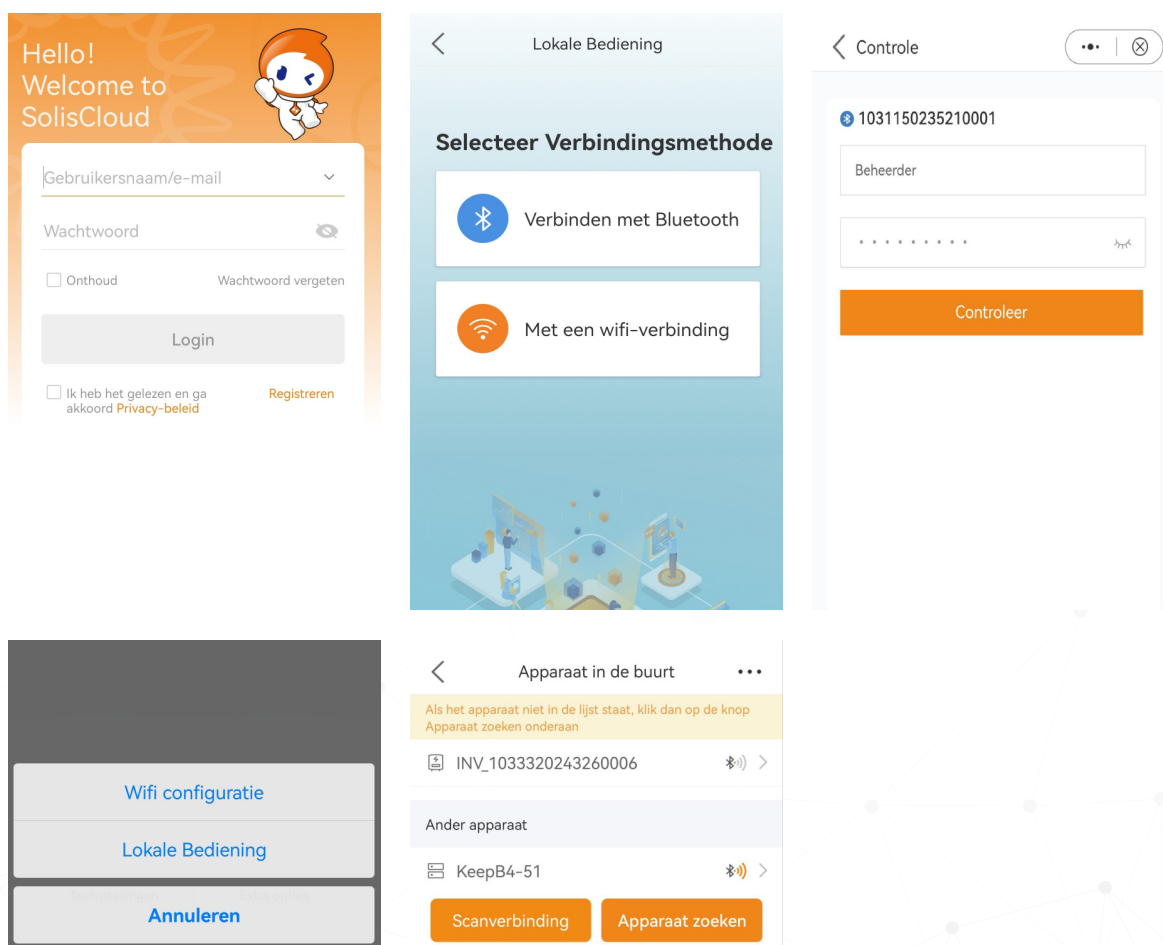 Hello!
Welcome to
SolisCloud
Gebruikersnaam/e-mail
Wachtwoord
Onthoud
Wachtwoord vergeten
Login
Ik heb het gelezen en ga
akkoord Privacy-beleid
Registreren
Lokale Bediening
Selecteer Verbindingsmethode
Verbinden met Bluetooth
Met een wifi-verbinding
Controle
1031150235210001
Beheerder
Controleer
Wifi configuratie
Lokale Bediening
Annuleren
Apparaat in de buurt
Als het apparaat niet in de lijst staat, klik dan op de knop
Apparaat zoeken onderaan
INV_1033320243260006
Ander apparaat
KeepB4-51
Scanverbinding
Apparaat zoeken